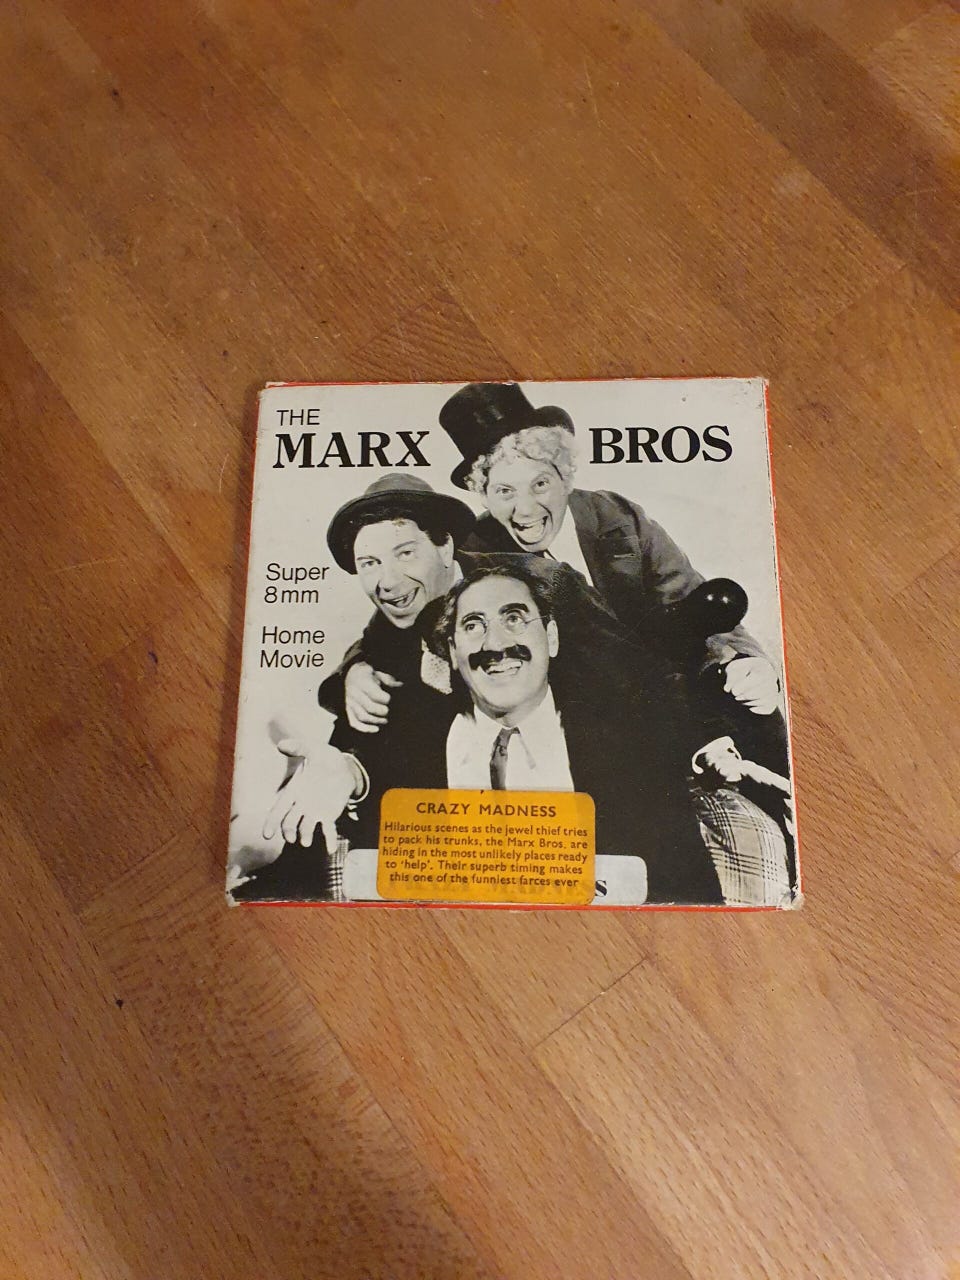 THE
MARX BROS
Super
8mm
Home
Movie
CRAZY MADNESS
Hilarious scenes as the jewel thief tries
to pack his trunks, the Marx Bros. are
hiding in the most unlikely places ready
to 'help'. Their superb timing makes
this one of the funniest farces ever